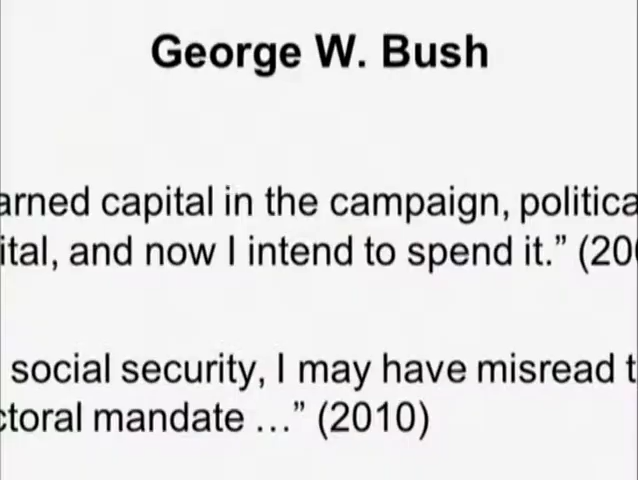 George W. Bush
arned capital in the campaign, politica
ital, and now I intend to spend it.” (200
social security, I may have misread t
ctoral mandate …” (2010)